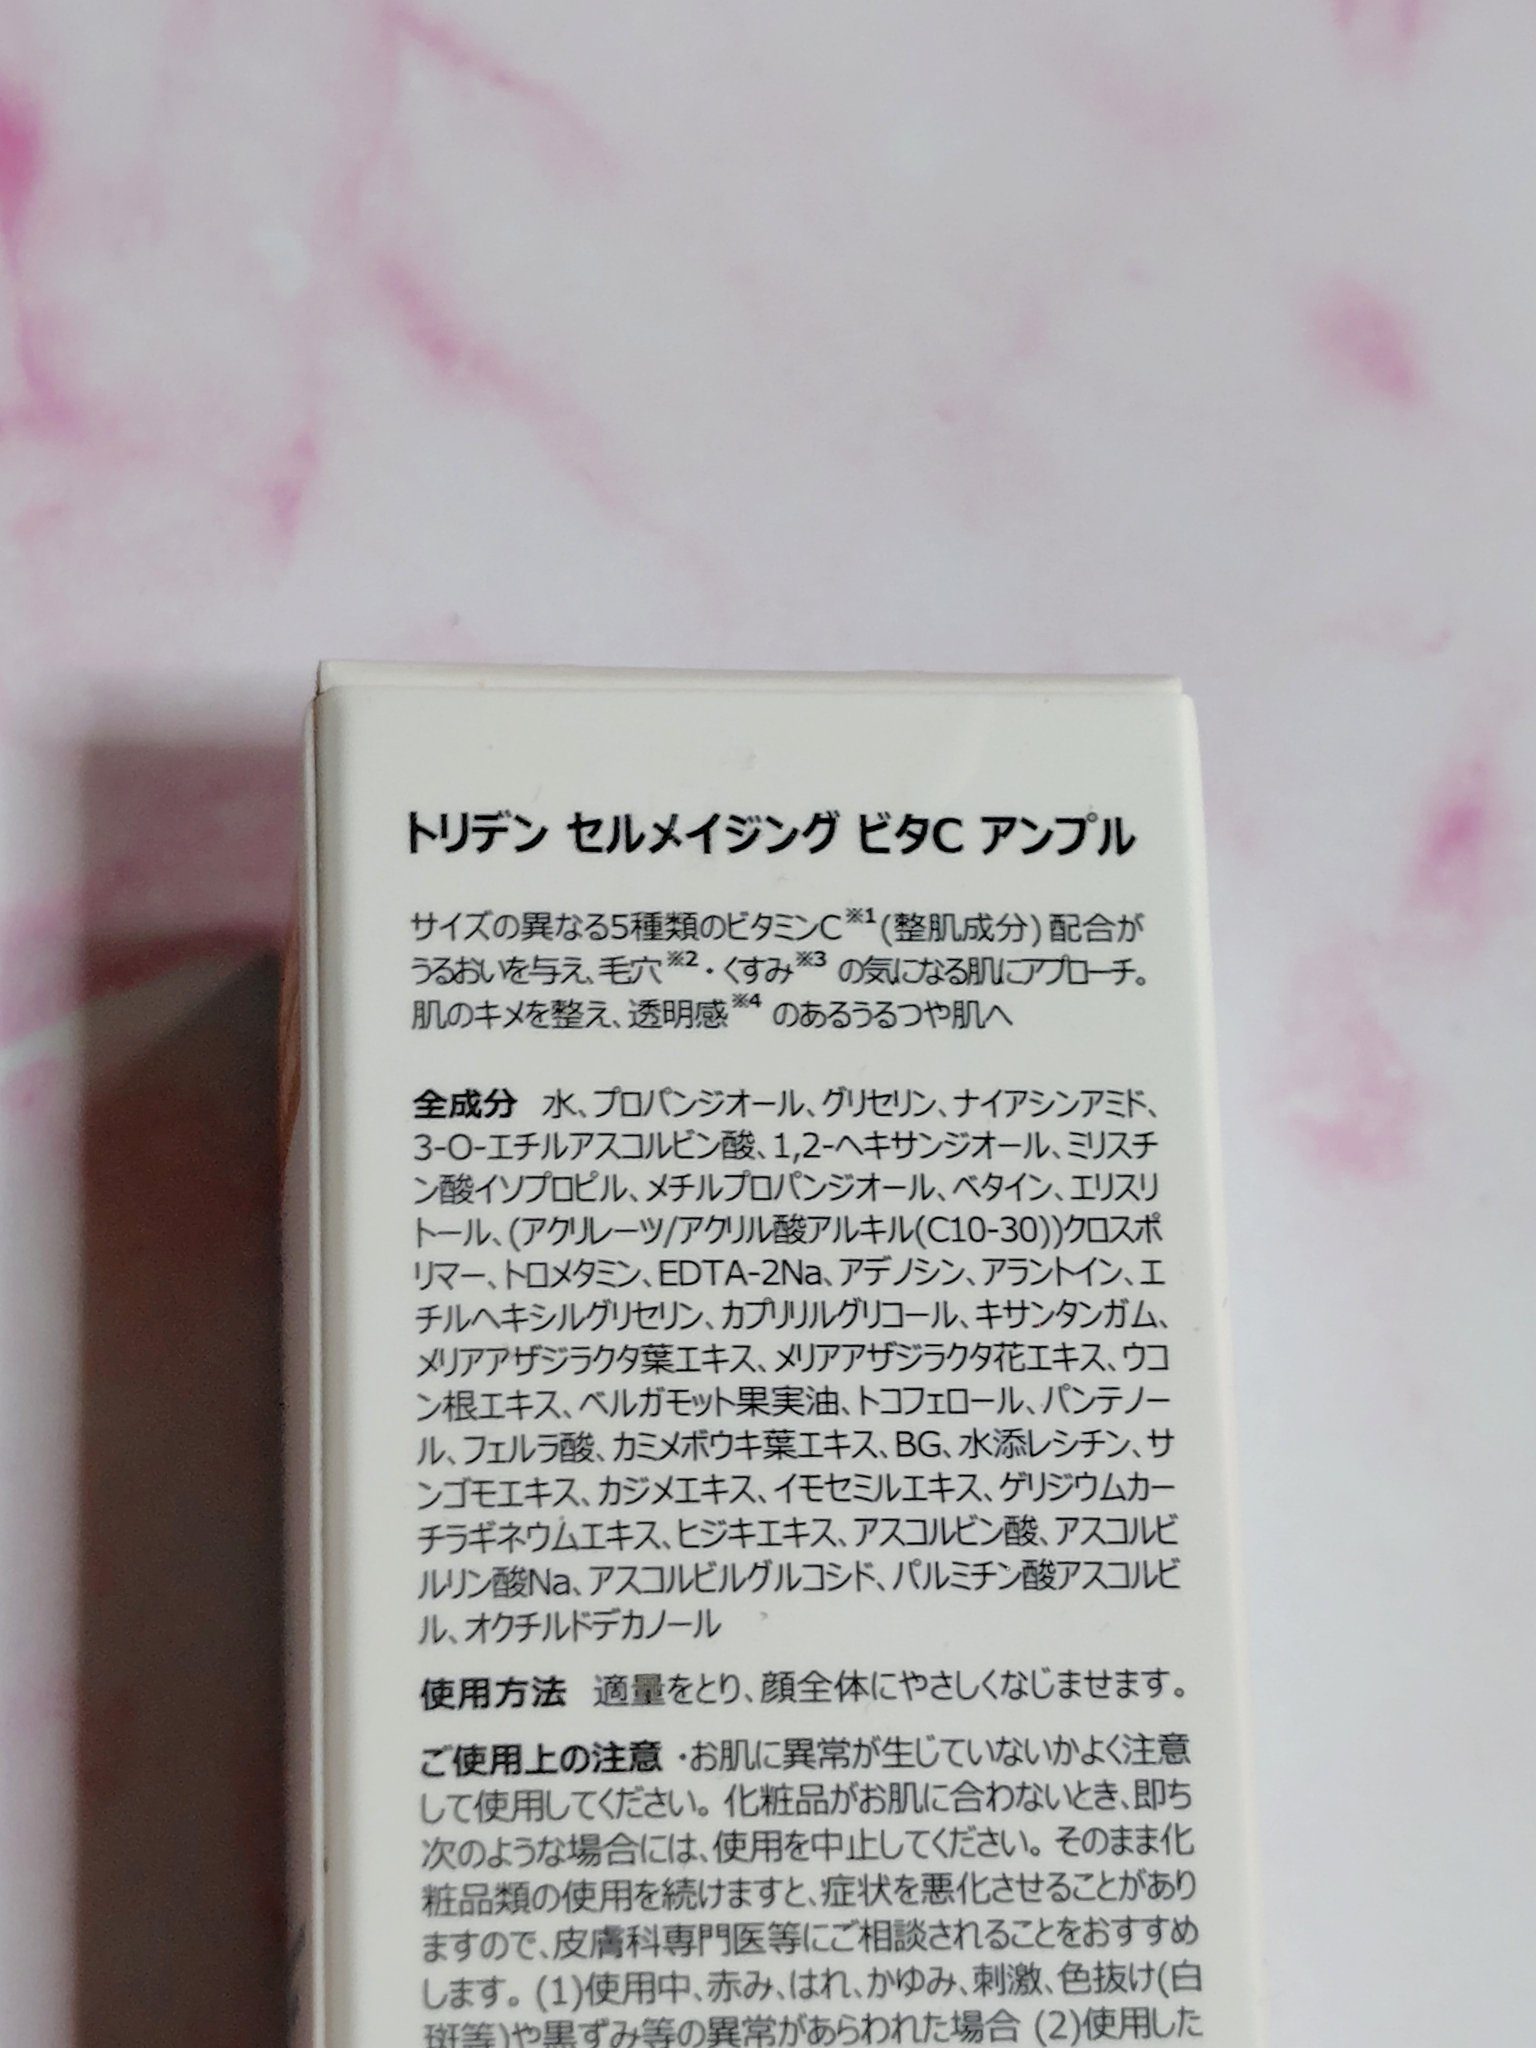 トリデン セルメイジング ビタC アンプル
サイズの異なる5種類のビタミンC※1(整肌成分)配合が
うるおいを与え、毛穴※2・くすみ※3 の気になる肌にアプローチ。
肌のキメを整え、透明感※4 のあるうるつや肌へ
全成分 水、プロパンジオール、グリセリン、ナイアシンアミド、
3-O-エチルアスコルビン酸、1,2-ヘキサンジオール、ミリスチ
ン酸イソプロピル、メチルプロパンジオール、ベタイン、エリスリ
トール、(アクリレーツ/アクリル酸アルキル(C10-30))クロスポ
リマー、トロメタミン、EDTA-2Na、アデノシン、アラントイン、エ
チルヘキシルグリセリン、カプリリルグリコール、キサンタンガム、
メリアアザジラクタ葉エキス、メリアアザジラクタ花エキス、ウコ
ン根エキス、ベルガモット果実油、トコフェロール、パンテノー
ル、フェルラ酸、カミメボウキ葉エキス、BG、水添レシチン、サ
ンゴモエキス、カジメエキス、イモセミルエキス、ゲリジウムカー
チラギネウムエキス、ヒジキエキス、アスコルビン酸、アスコルビ
ルリン酸Na、アスコルビルグルコシド、パルミチン酸アスコルビ
ル、オクチルドデカノール
使用方法 適量をとり、顔全体にやさしくなじませます。
ご使用上の注意 ・お肌に異常が生じていないかよく注意
して使用してください。化粧品がお肌に合わないとき、即ち
次のような場合には、使用を中止してください。そのまま化
粧品類の使用を続けますと、症状を悪化させることがあり
ますので、皮膚科専門医等にご相談されることをおすすめ
します。(1)使用中、赤み、はれ、かゆみ、刺激、色抜け(白
斑等)や黒ずみ等の異常があらわれた場合 (2)使用した